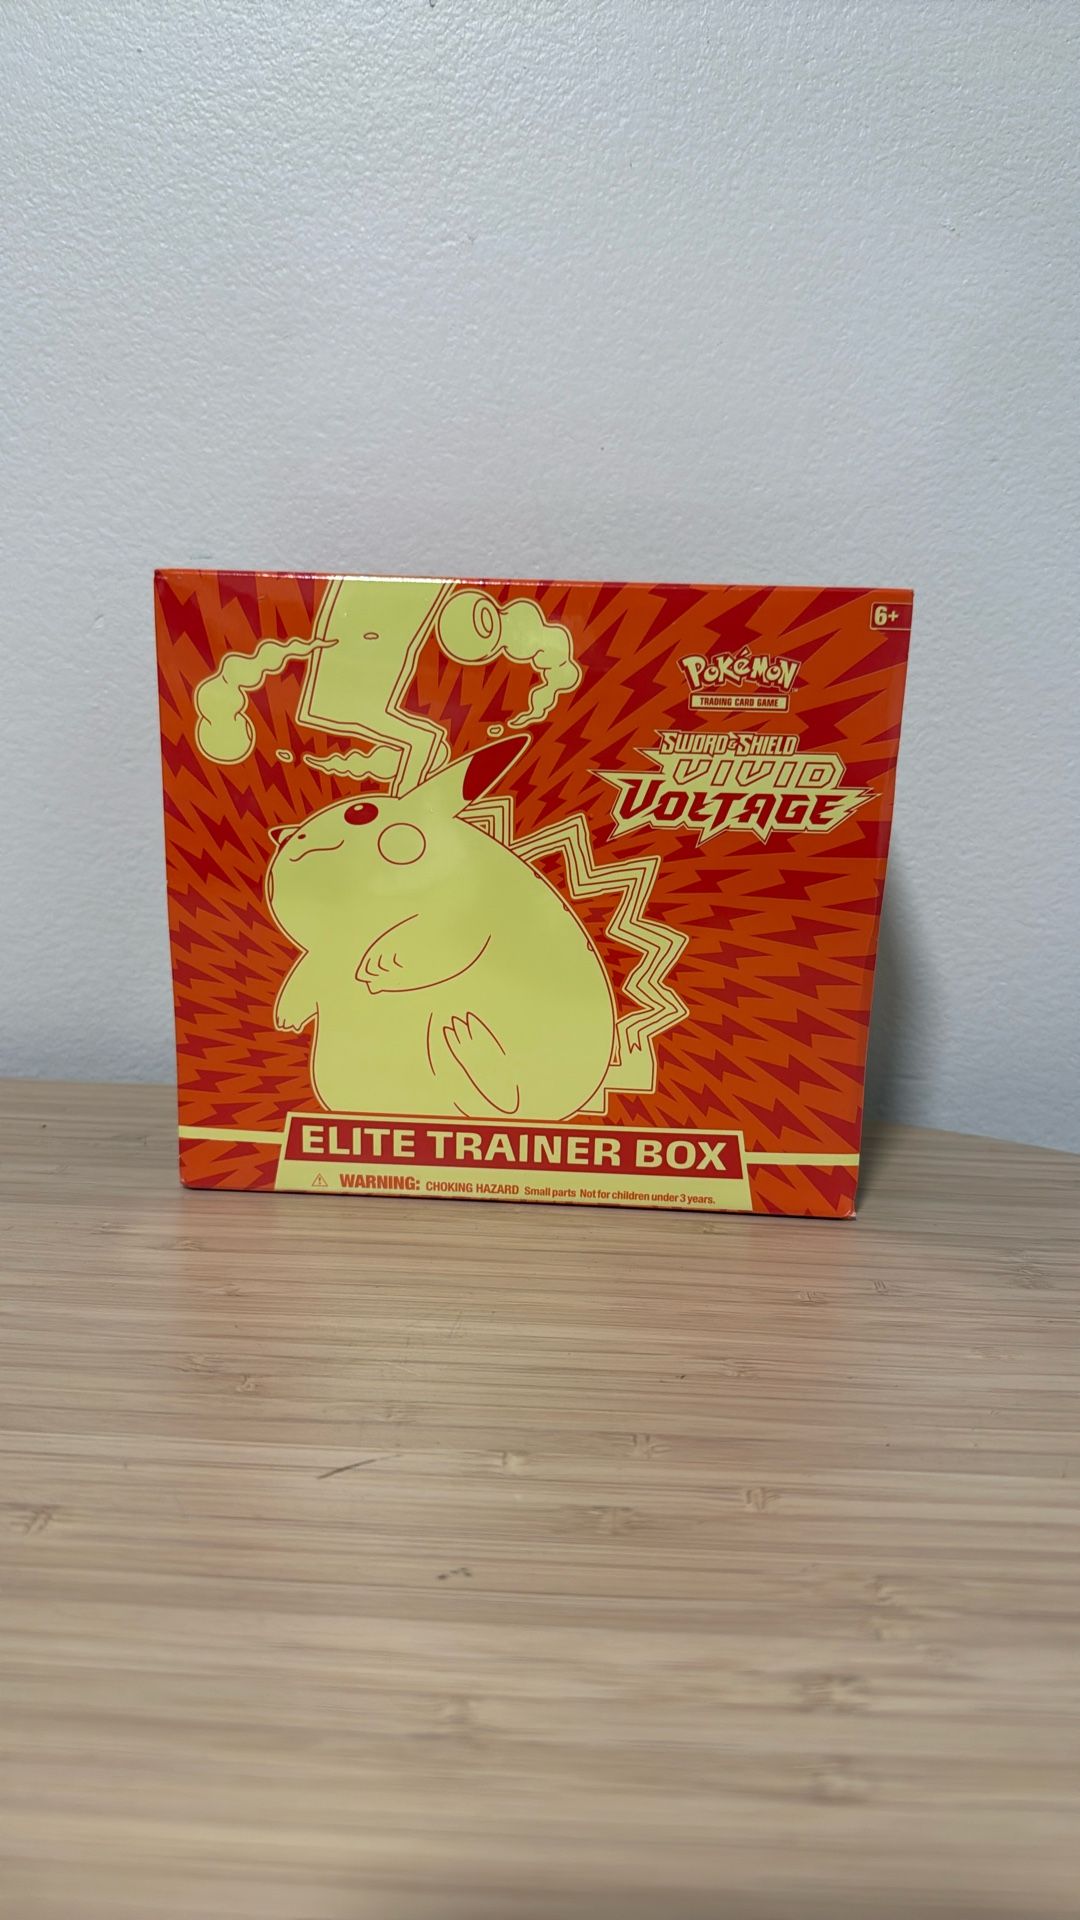 6+
POKéMON
TRADING CARD GAME
SWORD & SHIELD
VIVID
VOLTAGE
ELITE TRAINER BOX
⚠ WARNING: CHOKING HAZARD Small parts Not for children under 3 years.